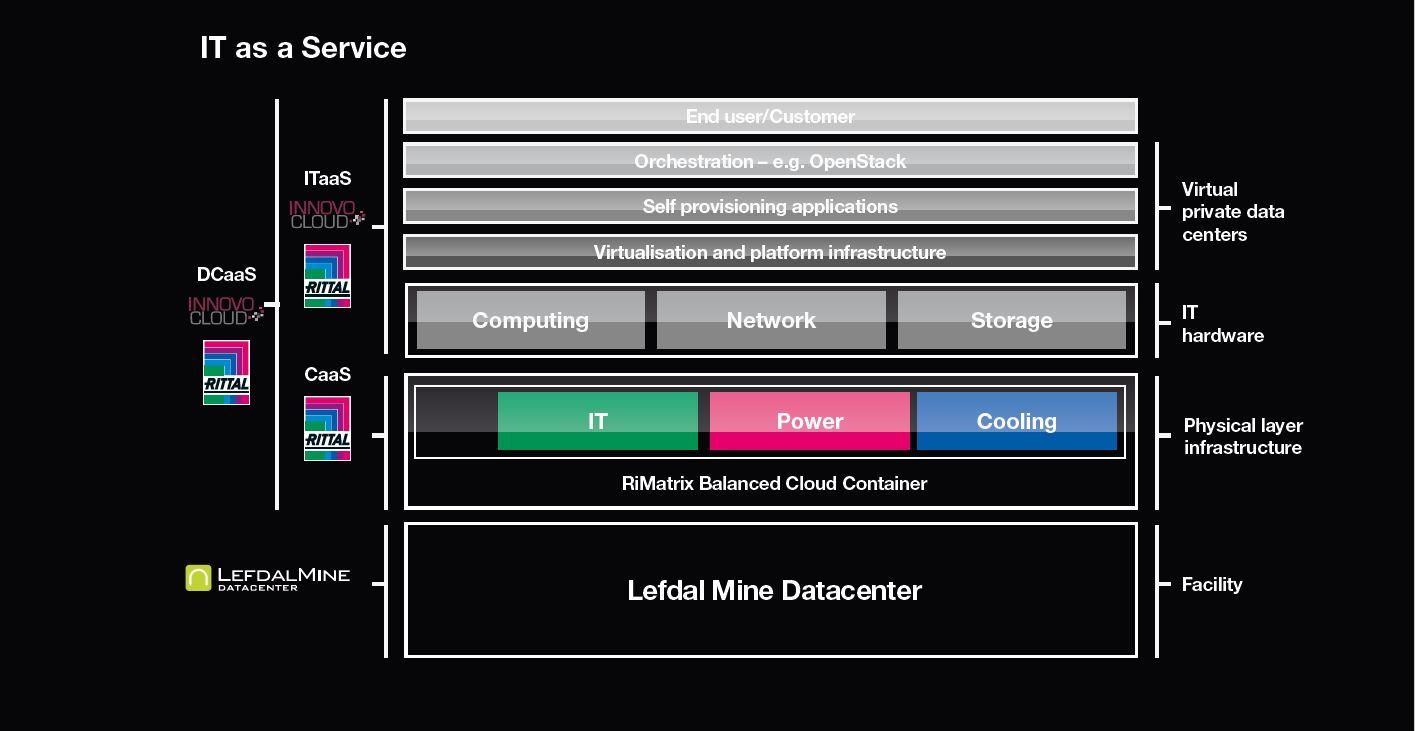 IT as a Service
End user/Customer
Orchestration – e.g. OpenStack
Self provisioning applications
Virtualisation and platform infrastructure
Virtual
private data
centers
ITaaS
INNOVO
CLOUD
RITTAL
DCaaS
INNOVO
CLOUD
RITTAL
Computing
Network
Storage
IT
hardware
CaaS
RITTAL
IT
Power
Cooling
RiMatrix Balanced Cloud Container
Physical layer
infrastructure
LEFDALMINE
DATACENTER
Lefdal Mine Datacenter
Facility